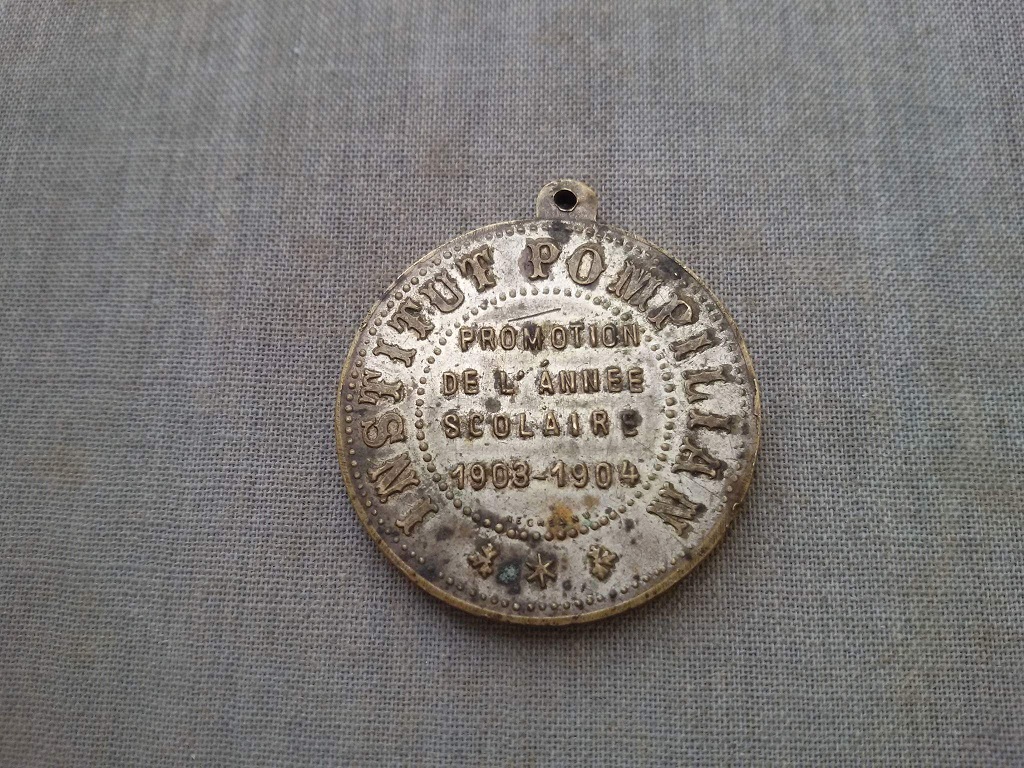 INSTITUT POMPILIAN
PROMOTION
DE L'ANNEE
SCOLAIRE
1903-1904